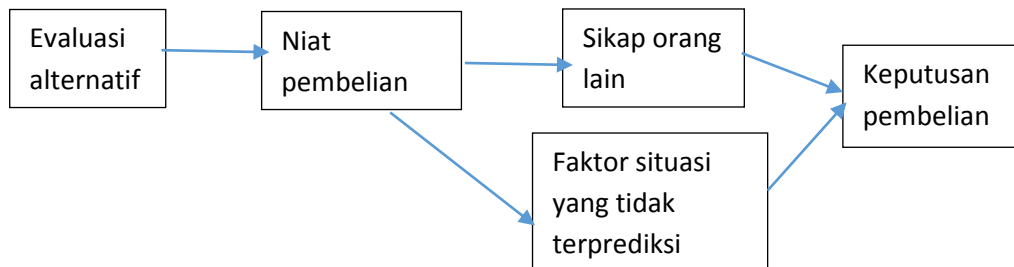 Evaluasi
alternatif
Niat
pembelian
Sikap orang
lain
Keputusan
pembelian
Faktor situasi
yang tidak
terprediksi